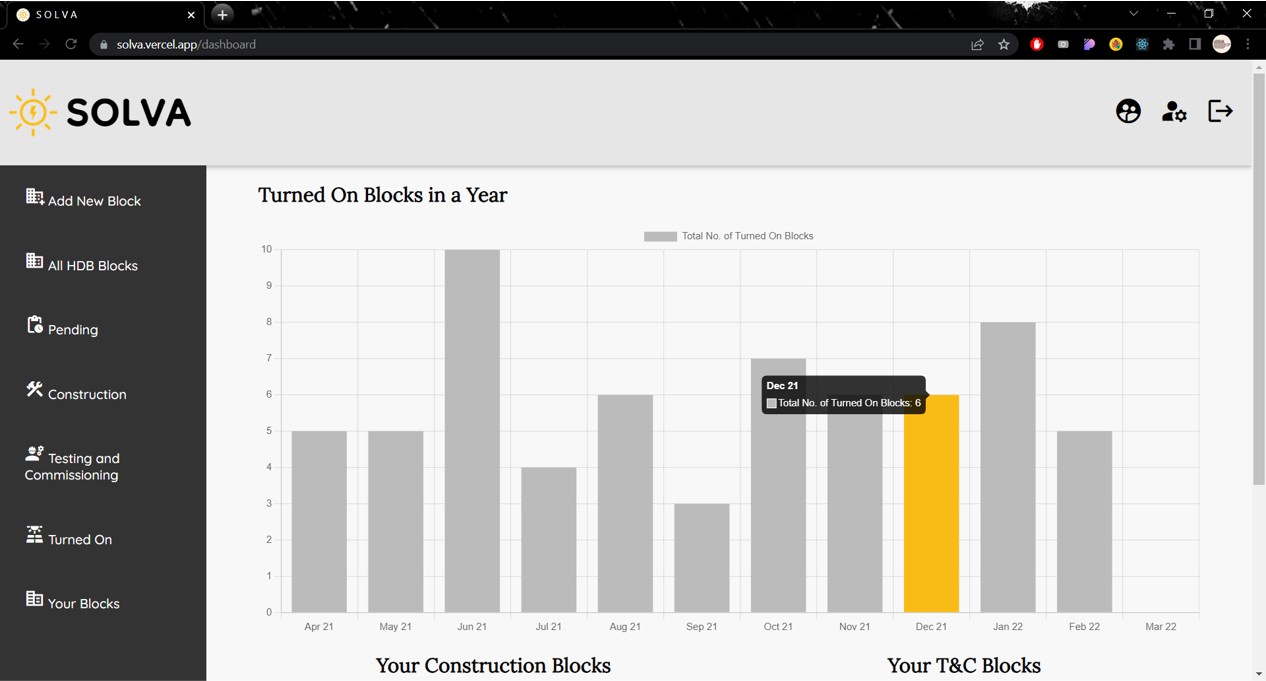 SOLVA
solva.vercel.app/dashboard
SOLVA
Add New Block
All HDB Blocks
Pending
Construction
Testing and
Commissioning
Turned On
Your Blocks
Turned On Blocks in a Year
Total No. of Turned On Blocks
10
9
8
7
6
5
4
3
2
1
0
Dec 21
Total No. of Turned On Blocks: 6
Apr 21 May 21 Jun 21 Jul 21 Aug 21 Sep 21 Oct 21 Nov 21 Dec 21 Jan 22 Feb 22 Mar 22
Your Construction Blocks Your T&C Blocks